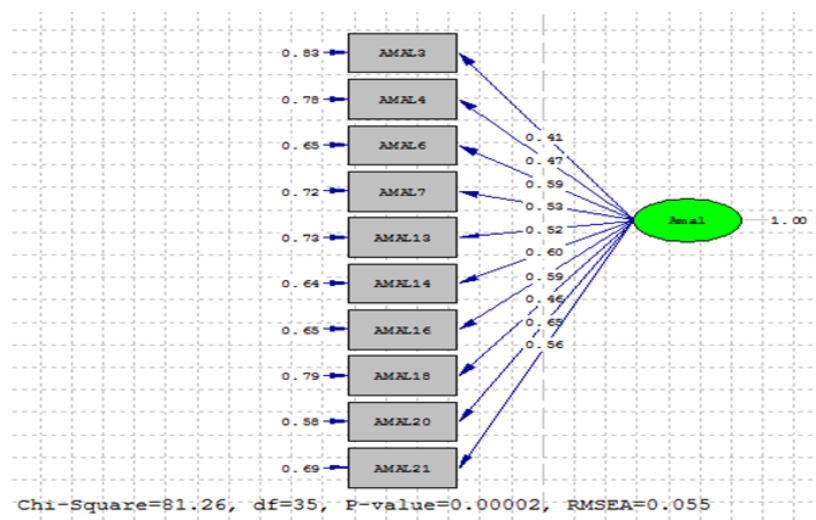 0.83 AMAL3
0.78 AMAL4
0.41
0.65 AMAL6
0.47
0.59
0.72 AMAL7
0.53
Amal 1.00
0.73 AMAL13
0.52
0.60
0.64 AMAL14
0.59
0.46
0.65 AMAL16
0.65
0.56
0.79 AMAL18
0.58 AMAL20
0.69 AMAL21
Chi-Square=81.26, df=35, P-value=0.00002, RMSEA=0.055